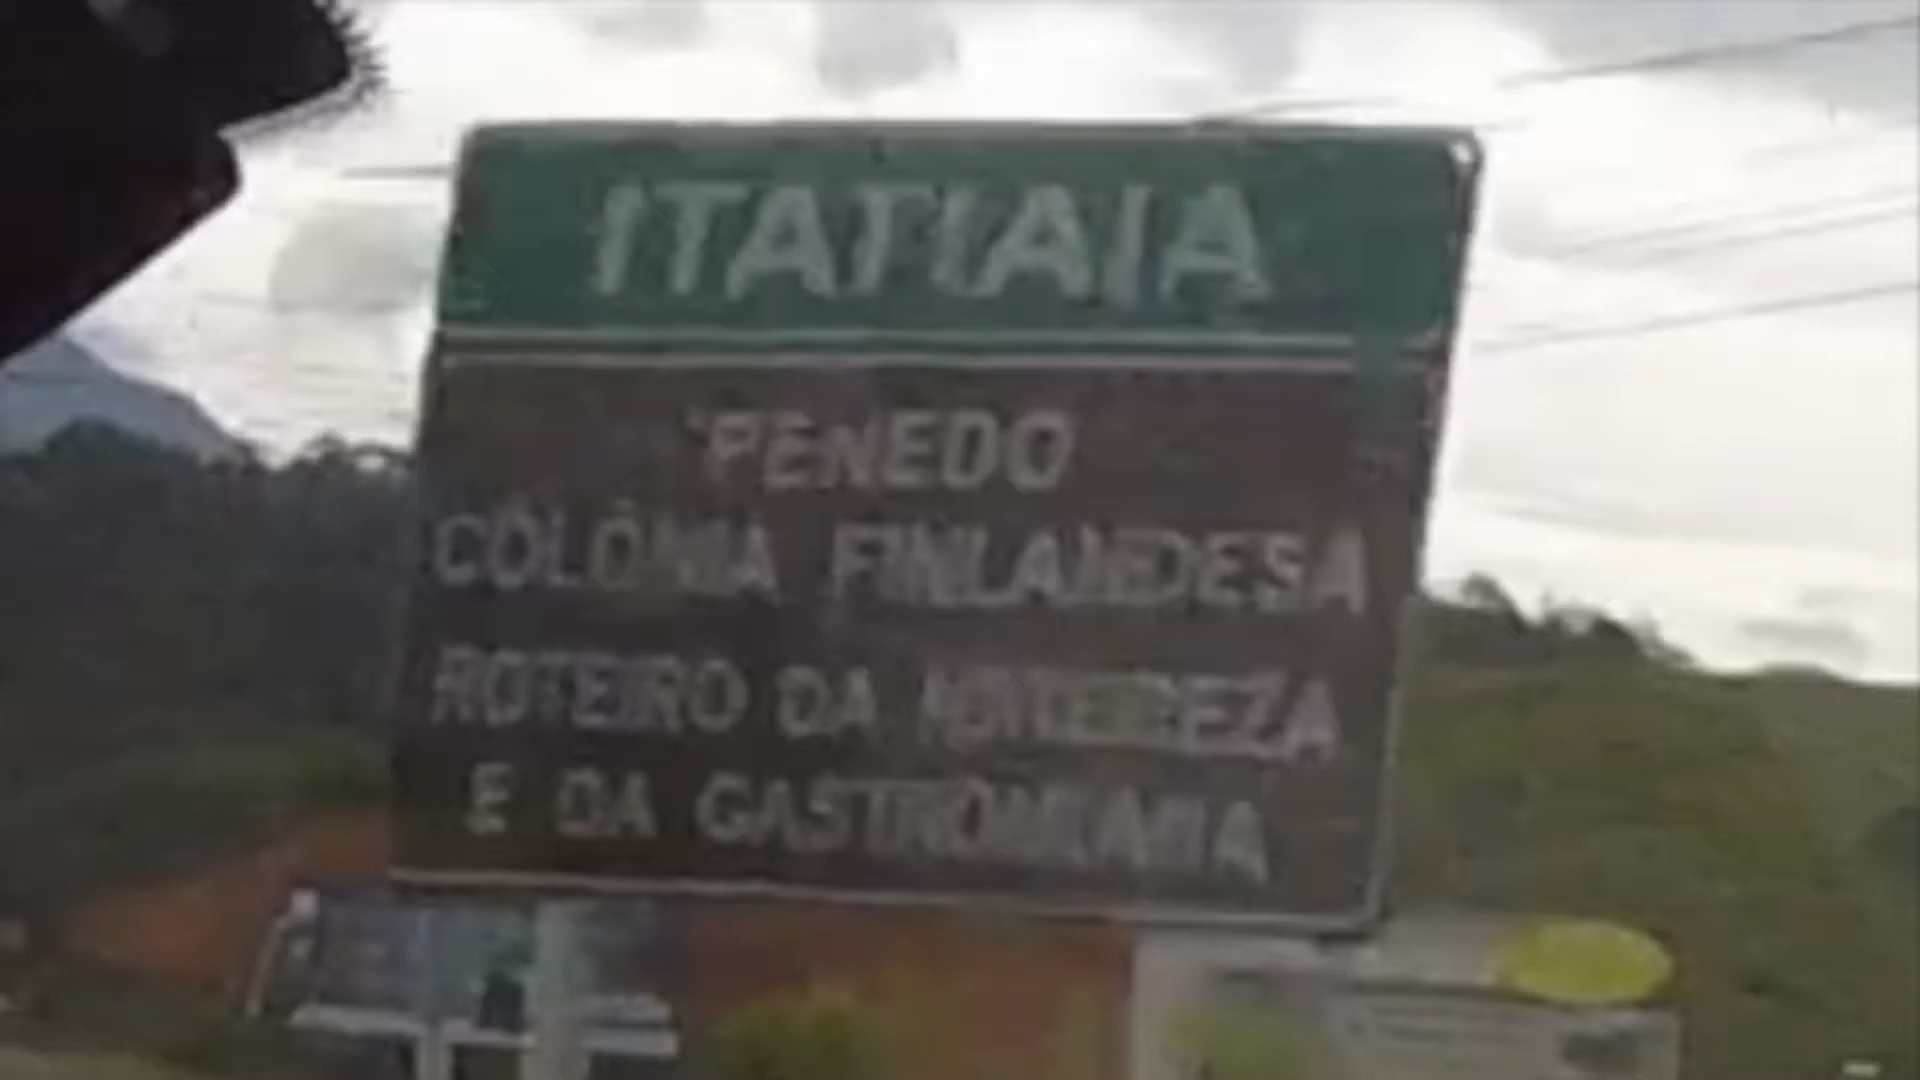 ITATIAIA
PENEDO
COLÔNIA FINLANDESA
ROTEIRO DA NATUREZA
E DA GASTRONOMIA